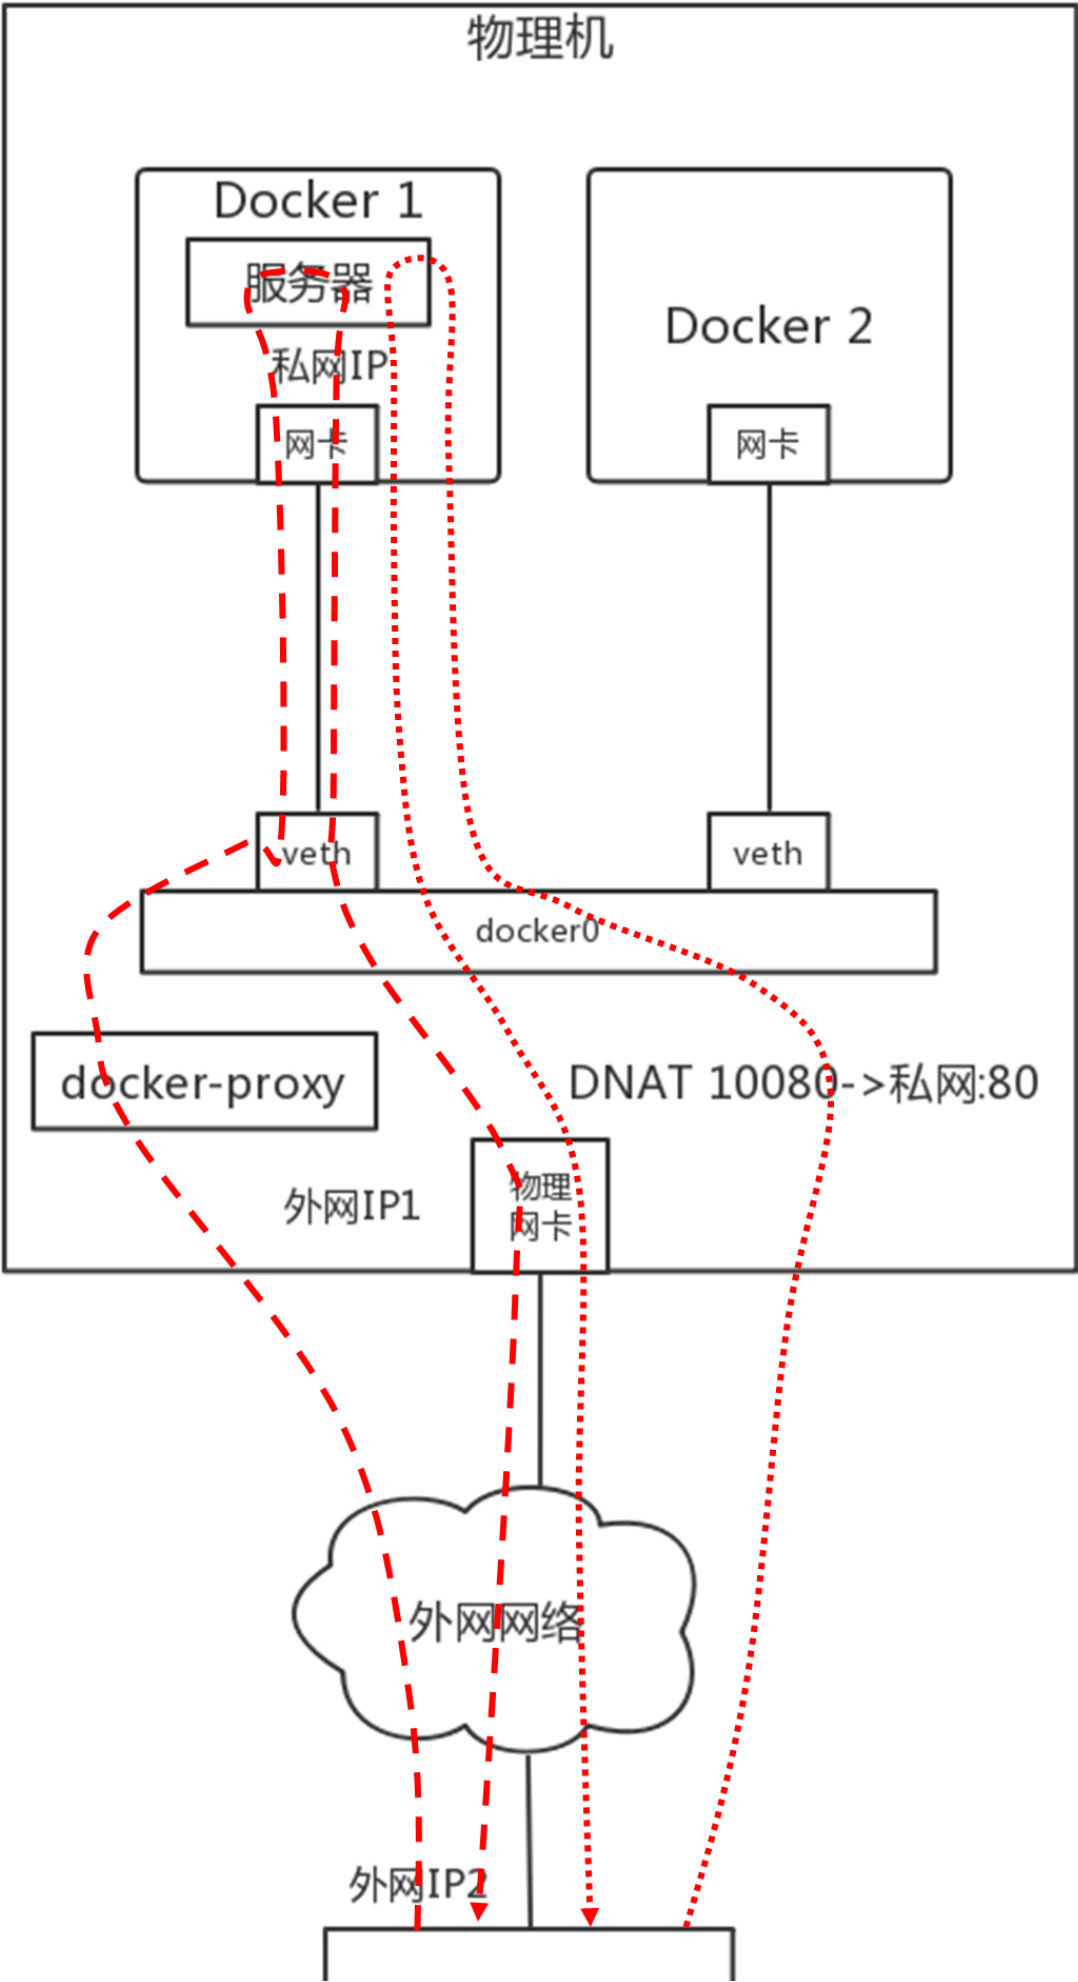 物理机
Docker 1
服务器
私网IP
网卡
Docker 2
网卡
veth
veth
docker0
docker-proxy
DNAT 10080->私网:80
外网IP1
物理
网卡
外网网络
外网IP2